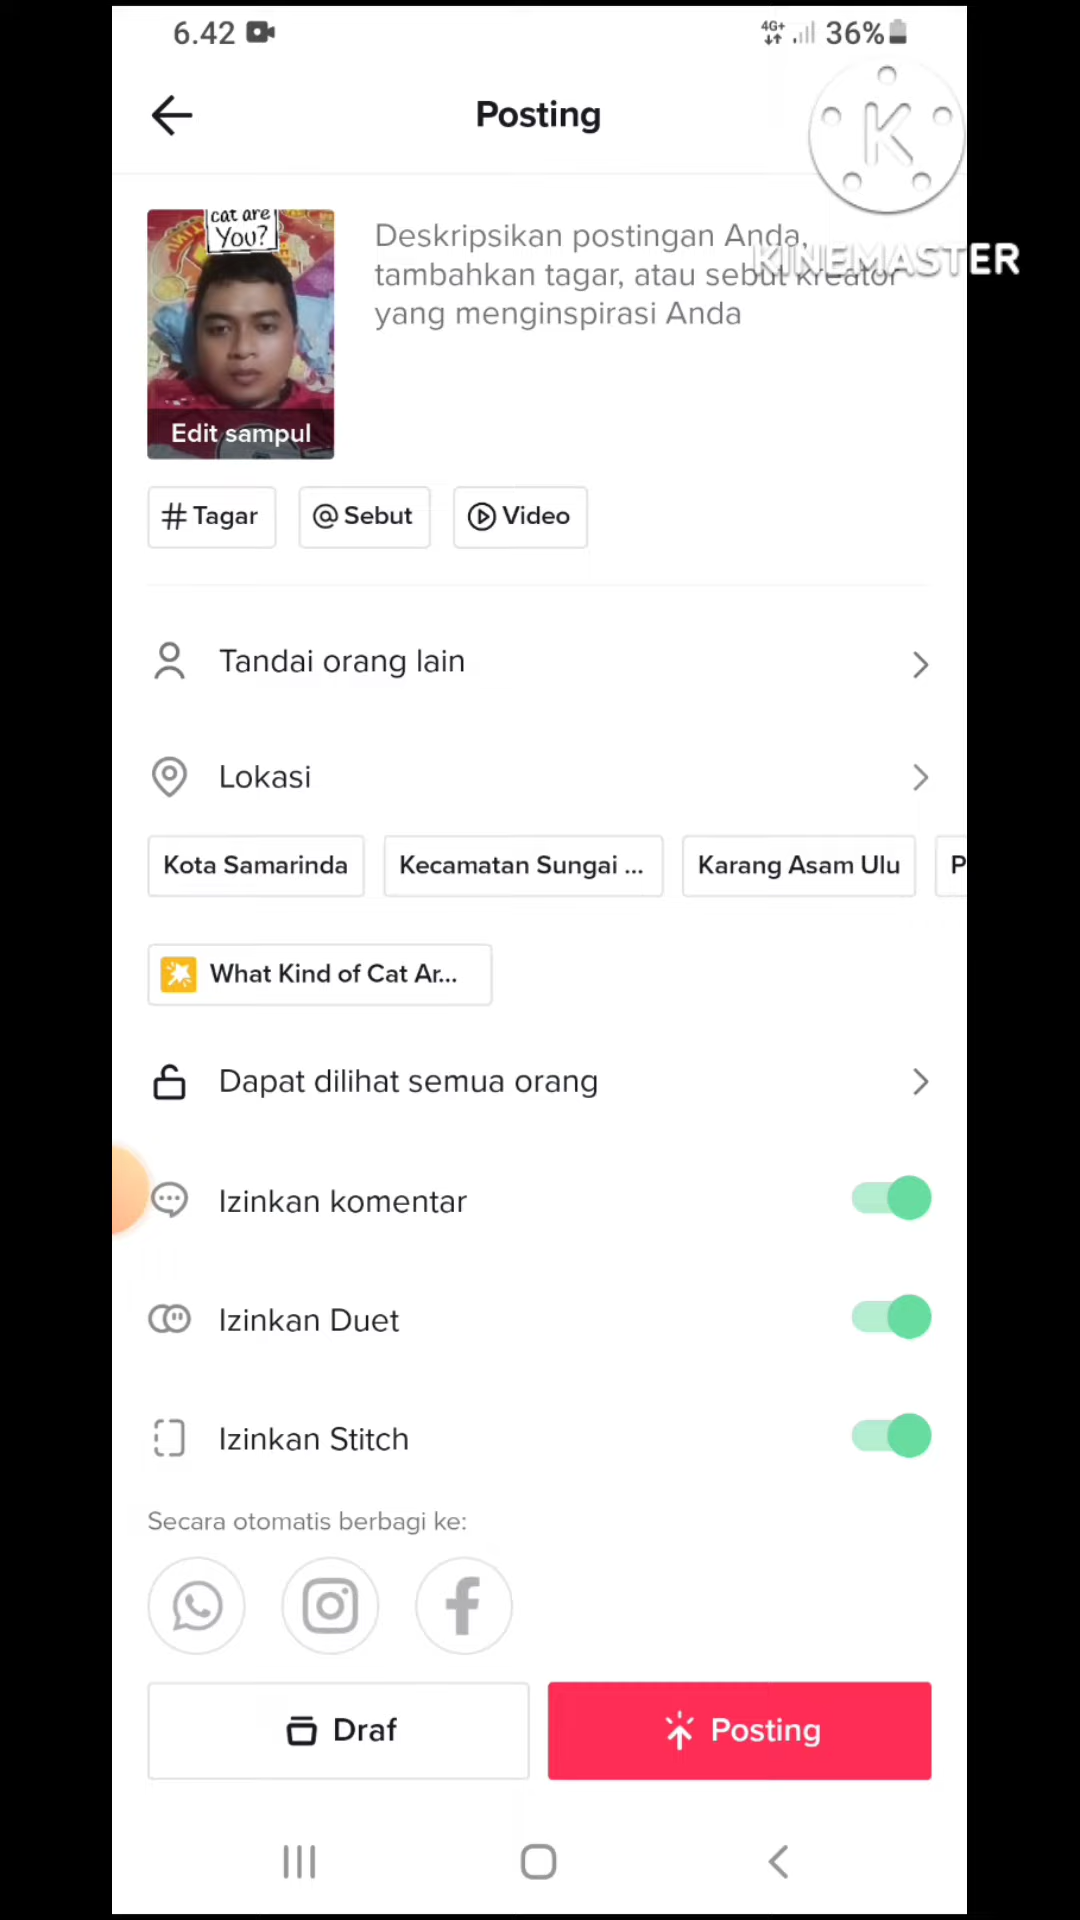 6.42 4G+ 36%
Posting
K
KINEMASTER
cat are
You?
Edit sampul
Deskripsikan postingan Anda,
tambahkan tagar, atau sebut kreator
yang menginspirasi Anda
# Tagar @ Sebut Video
Tandai orang lain
Lokasi
Kota Samarinda Kecamatan Sungai ... Karang Asam Ulu P
What Kind of Cat Ar...
Dapat dilihat semua orang
Izinkan komentar
Izinkan Duet
Izinkan Stitch
Secara otomatis berbagi ke:
Draf Posting